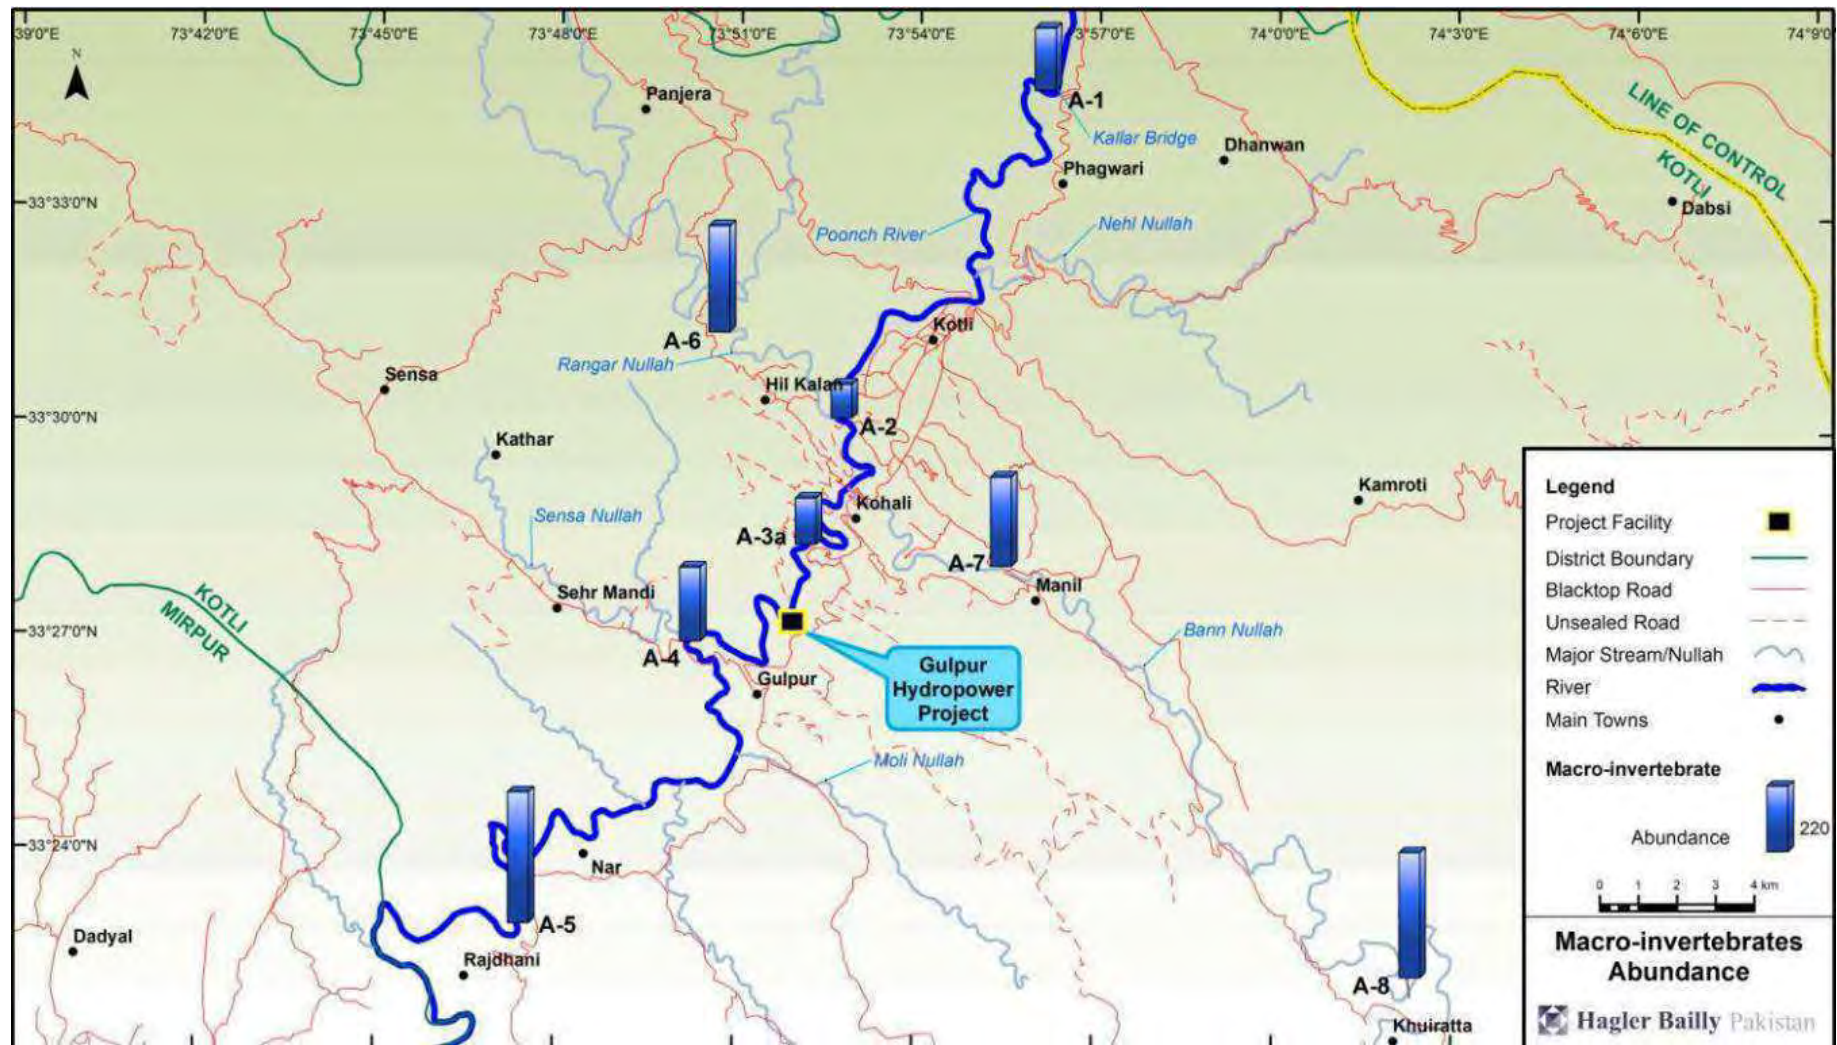 39'0"E
73°42'0"E
73°45'0"E
73°48'0"E
73°51'0"E
73°54'0"E
3°57'0"E
74°0'0"E
74°3'0"E
74°6'0"E
74°9'0"
N
A-1
Panjera
LINE OF CONTROL
Kallar Bridge
Dhanwan
KOTLI
Phagwari
33°33'0"N
Dabsi
Nehl Nullah
Poonch River
Kotli
A-6
Rangar Nullah
Sensa
Hil Kalan
33°30'0"N
A-2
Kathar
Kamroti
Kohali
Sensa Nullah
A-3a
A-7
Manil
Sehr Mandi
KOTLI
MIRPUR
33°27'0"N
Bann Nullah
A-4
Gulpur
Hydropower
Project
Gulpur
Moli Nullah
33°24'0"N
Nar
A-5
Dadyal
Rajdhani
A-8
Khuiratta
Legend
Project Facility
District Boundary
Blacktop Road
Unsealed Road
Major Stream/Nullah
River
Main Towns
Macro-invertebrate
Abundance
220
0 1 2 3 4 km
Macro-invertebrates
Abundance
Hagler Bailly Pakistan